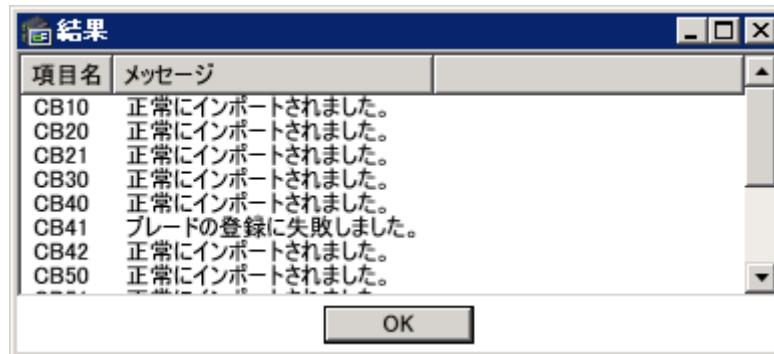 結果
項目名 メッセージ
CB10 正常にインポートされました。
CB20 正常にインポートされました。
CB21 正常にインポートされました。
CB30 正常にインポートされました。
CB40 正常にインポートされました。
CB41 ブレードの登録に失敗しました。
CB42 正常にインポートされました。
CB50 正常にインポートされました。
OK